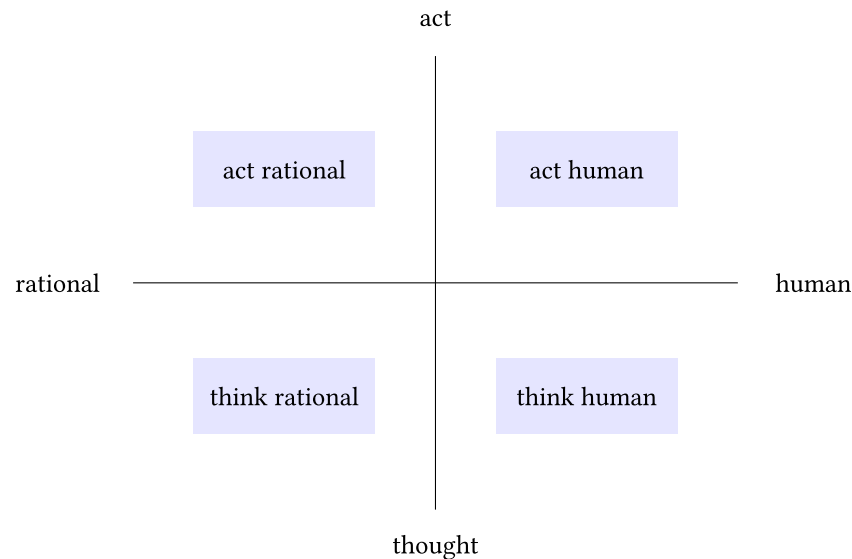 act
act rational
act human
rational
human
think rational
think human
thought